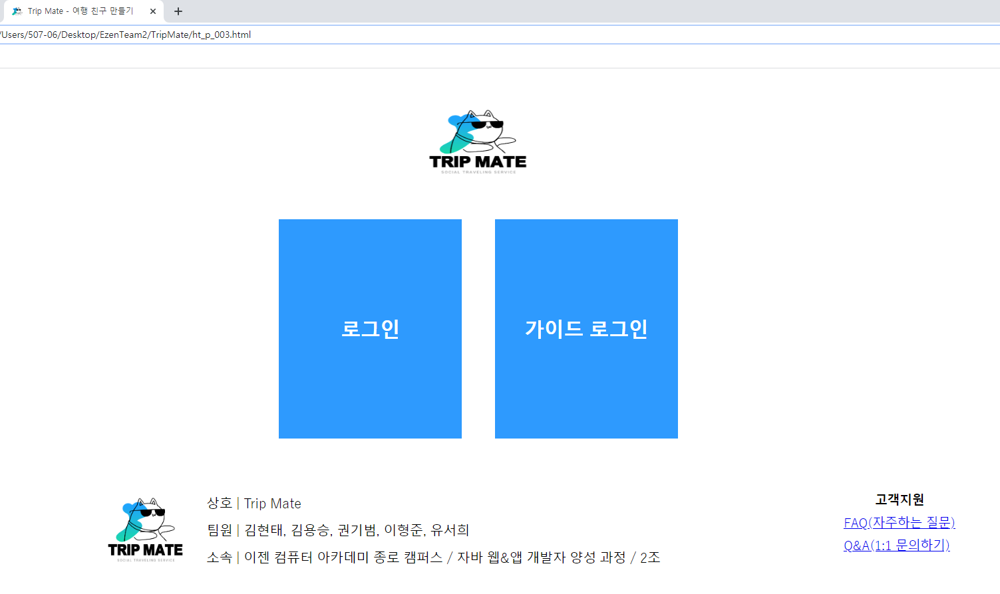 Trip Mate - 여행 친구 만들기
/Users/507-06/Desktop/EzenTeam2/TripMate/ht_p_003.html
TRIP MATE
SOCIAL TRAVELING SERVICE
로그인
가이드 로그인
TRIP MATE
SOCIAL TRAVELING SERVICE
상호 | Trip Mate
팀원 | 김현태, 김용승, 권기범, 이형준, 유서희
소속 | 이젠 컴퓨터 아카데미 종로 캠퍼스 / 자바 웹&앱 개발자 양성 과정 / 2조
고객지원
FAQ(자주하는 질문)
Q&A(1:1 문의하기)